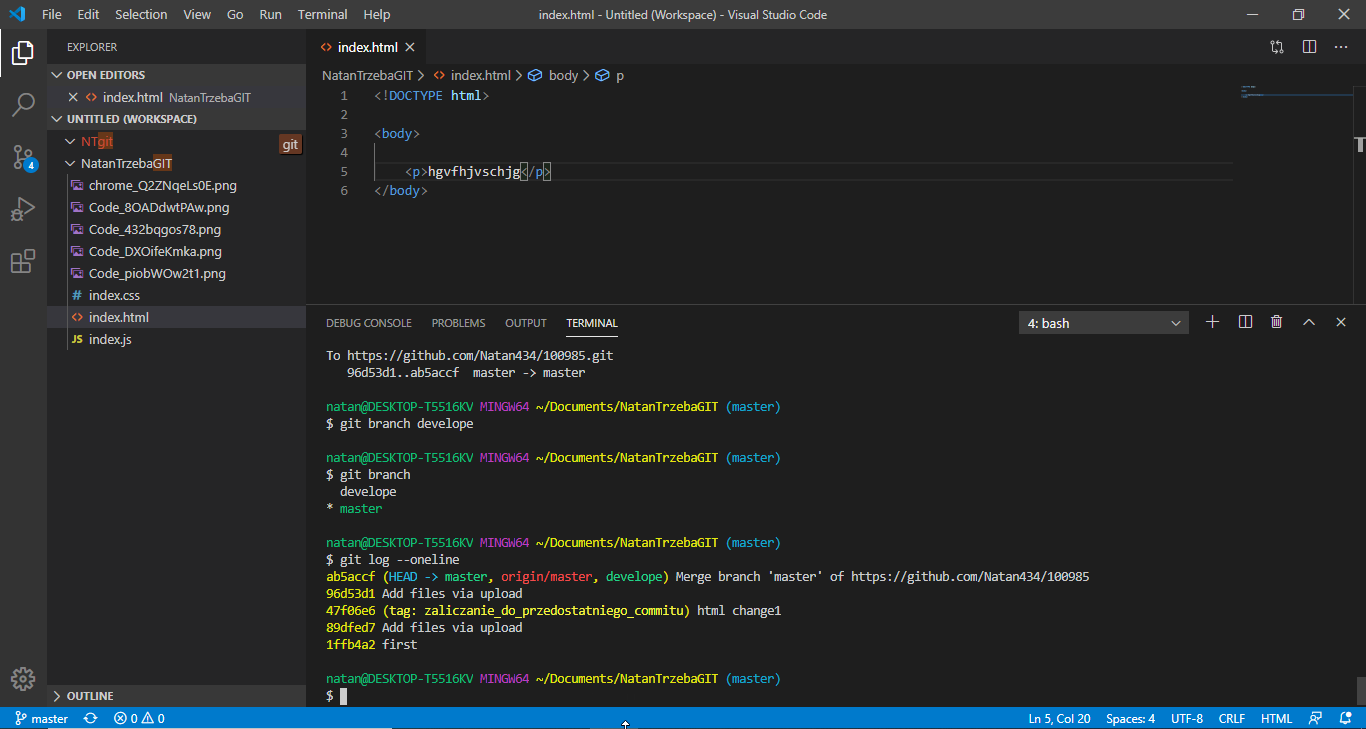 File Edit Selection View Go Run Terminal Help index.html - Untitled (Workspace) - Visual Studio Code
EXPLORER
OPEN EDITORS
index.html NatanTrzebaGIT
UNTITLED (WORKSPACE)
NTgit
git
NatanTrzebaGIT
chrome_Q2ZNqeLs0E.png
Code_8OADdwtPAw.png
Code_432bqgos78.png
Code_DXOifeKmka.png
Code_piobWOw2t1.png
# index.css
<> index.html
JS index.js
OUTLINE
4
<> index.html
NatanTrzebaGIT > <> index.html > body > p
1 <!DOCTYPE html>
2
3 <body>
4
5 <p>hgvfhjvschjg</p>
6 </body>
DEBUG CONSOLE PROBLEMS OUTPUT TERMINAL 4: bash
To https://github.com/Natan434/100985.git
96d53d1..ab5accf master -> master
natan@DESKTOP-T5516KV MINGW64 ~/Documents/NatanTrzebaGIT (master)
$ git branch develope
natan@DESKTOP-T5516KV MINGW64 ~/Documents/NatanTrzebaGIT (master)
$ git branch
develope
* master
natan@DESKTOP-T5516KV MINGW64 ~/Documents/NatanTrzebaGIT (master)
$ git log --oneline
ab5accf (HEAD -> master, origin/master, develope) Merge branch 'master' of https://github.com/Natan434/100985
96d53d1 Add files via upload
47f06e6 (tag: zaliczanie_do_przedostatniego_commitu) html change1
89dfed7 Add files via upload
1ffb4a2 first
natan@DESKTOP-T5516KV MINGW64 ~/Documents/NatanTrzebaGIT (master)
$
master 0 0 Ln 5, Col 20 Spaces: 4 UTF-8 CRLF HTML